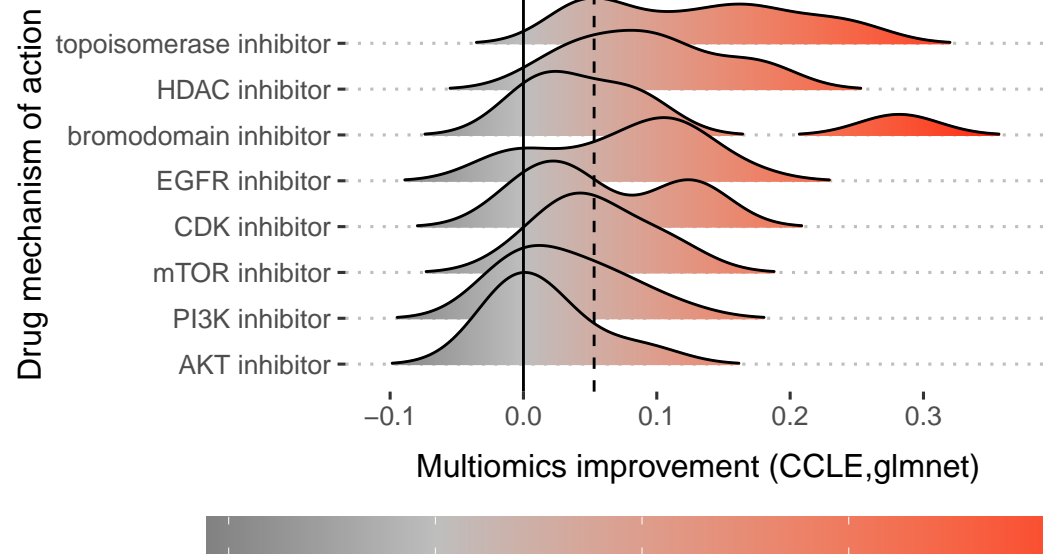 Drug mechanism of action
topoisomerase inhibitor
HDAC inhibitor
bromodomain inhibitor
EGFR inhibitor
CDK inhibitor
mTOR inhibitor
PI3K inhibitor
AKT inhibitor
−0.1 0.0 0.1 0.2 0.3
Multiomics improvement (CCLE,glmnet)